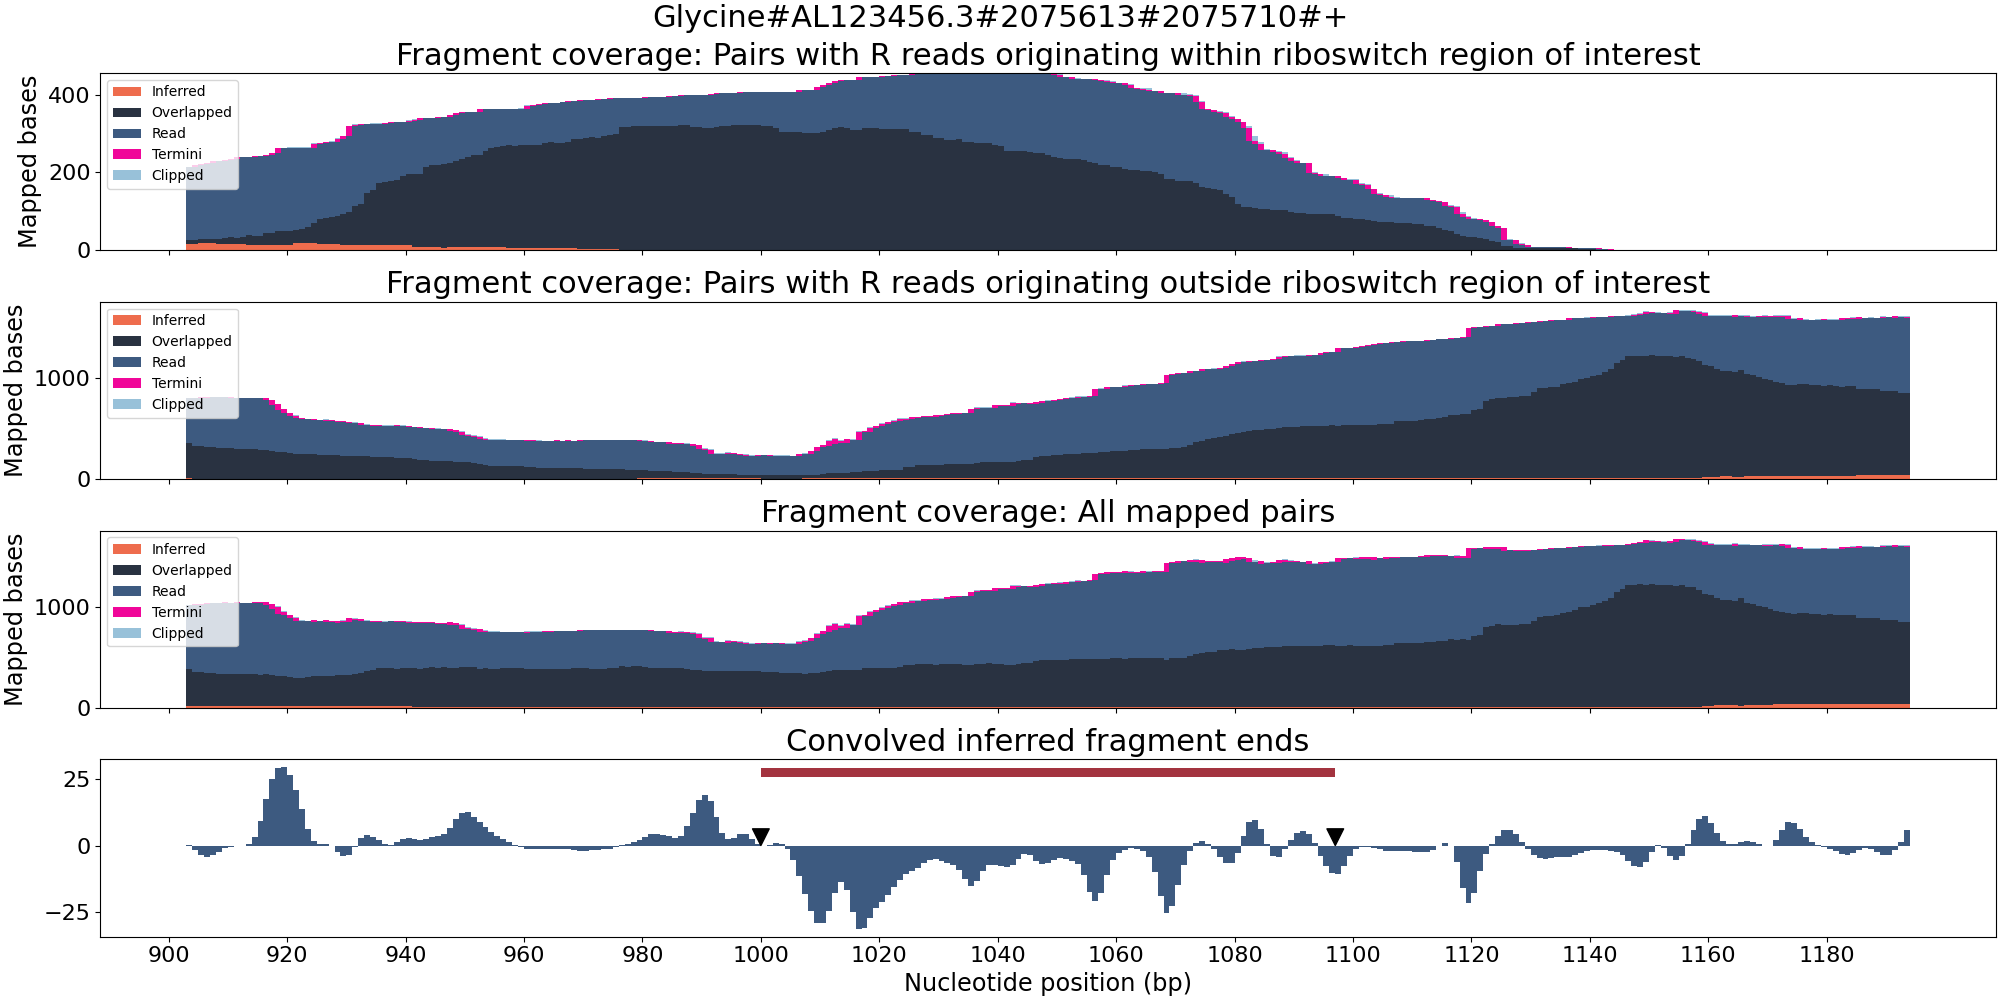 Glycine#AL123456.3#2075613#2075710#+
Fragment coverage: Pairs with R reads originating within riboswitch region of interest
Mapped bases
400
200
0
Inferred
Overlapped
Read
Termini
Clipped
Fragment coverage: Pairs with R reads originating outside riboswitch region of interest
Mapped bases
1000
0
Inferred
Overlapped
Read
Termini
Clipped
Fragment coverage: All mapped pairs
Mapped bases
1000
0
Inferred
Overlapped
Read
Termini
Clipped
Convolved inferred fragment ends
25
0
−25
900 920 940 960 980 1000 1020 1040 1060 1080 1100 1120 1140 1160 1180
Nucleotide position (bp)